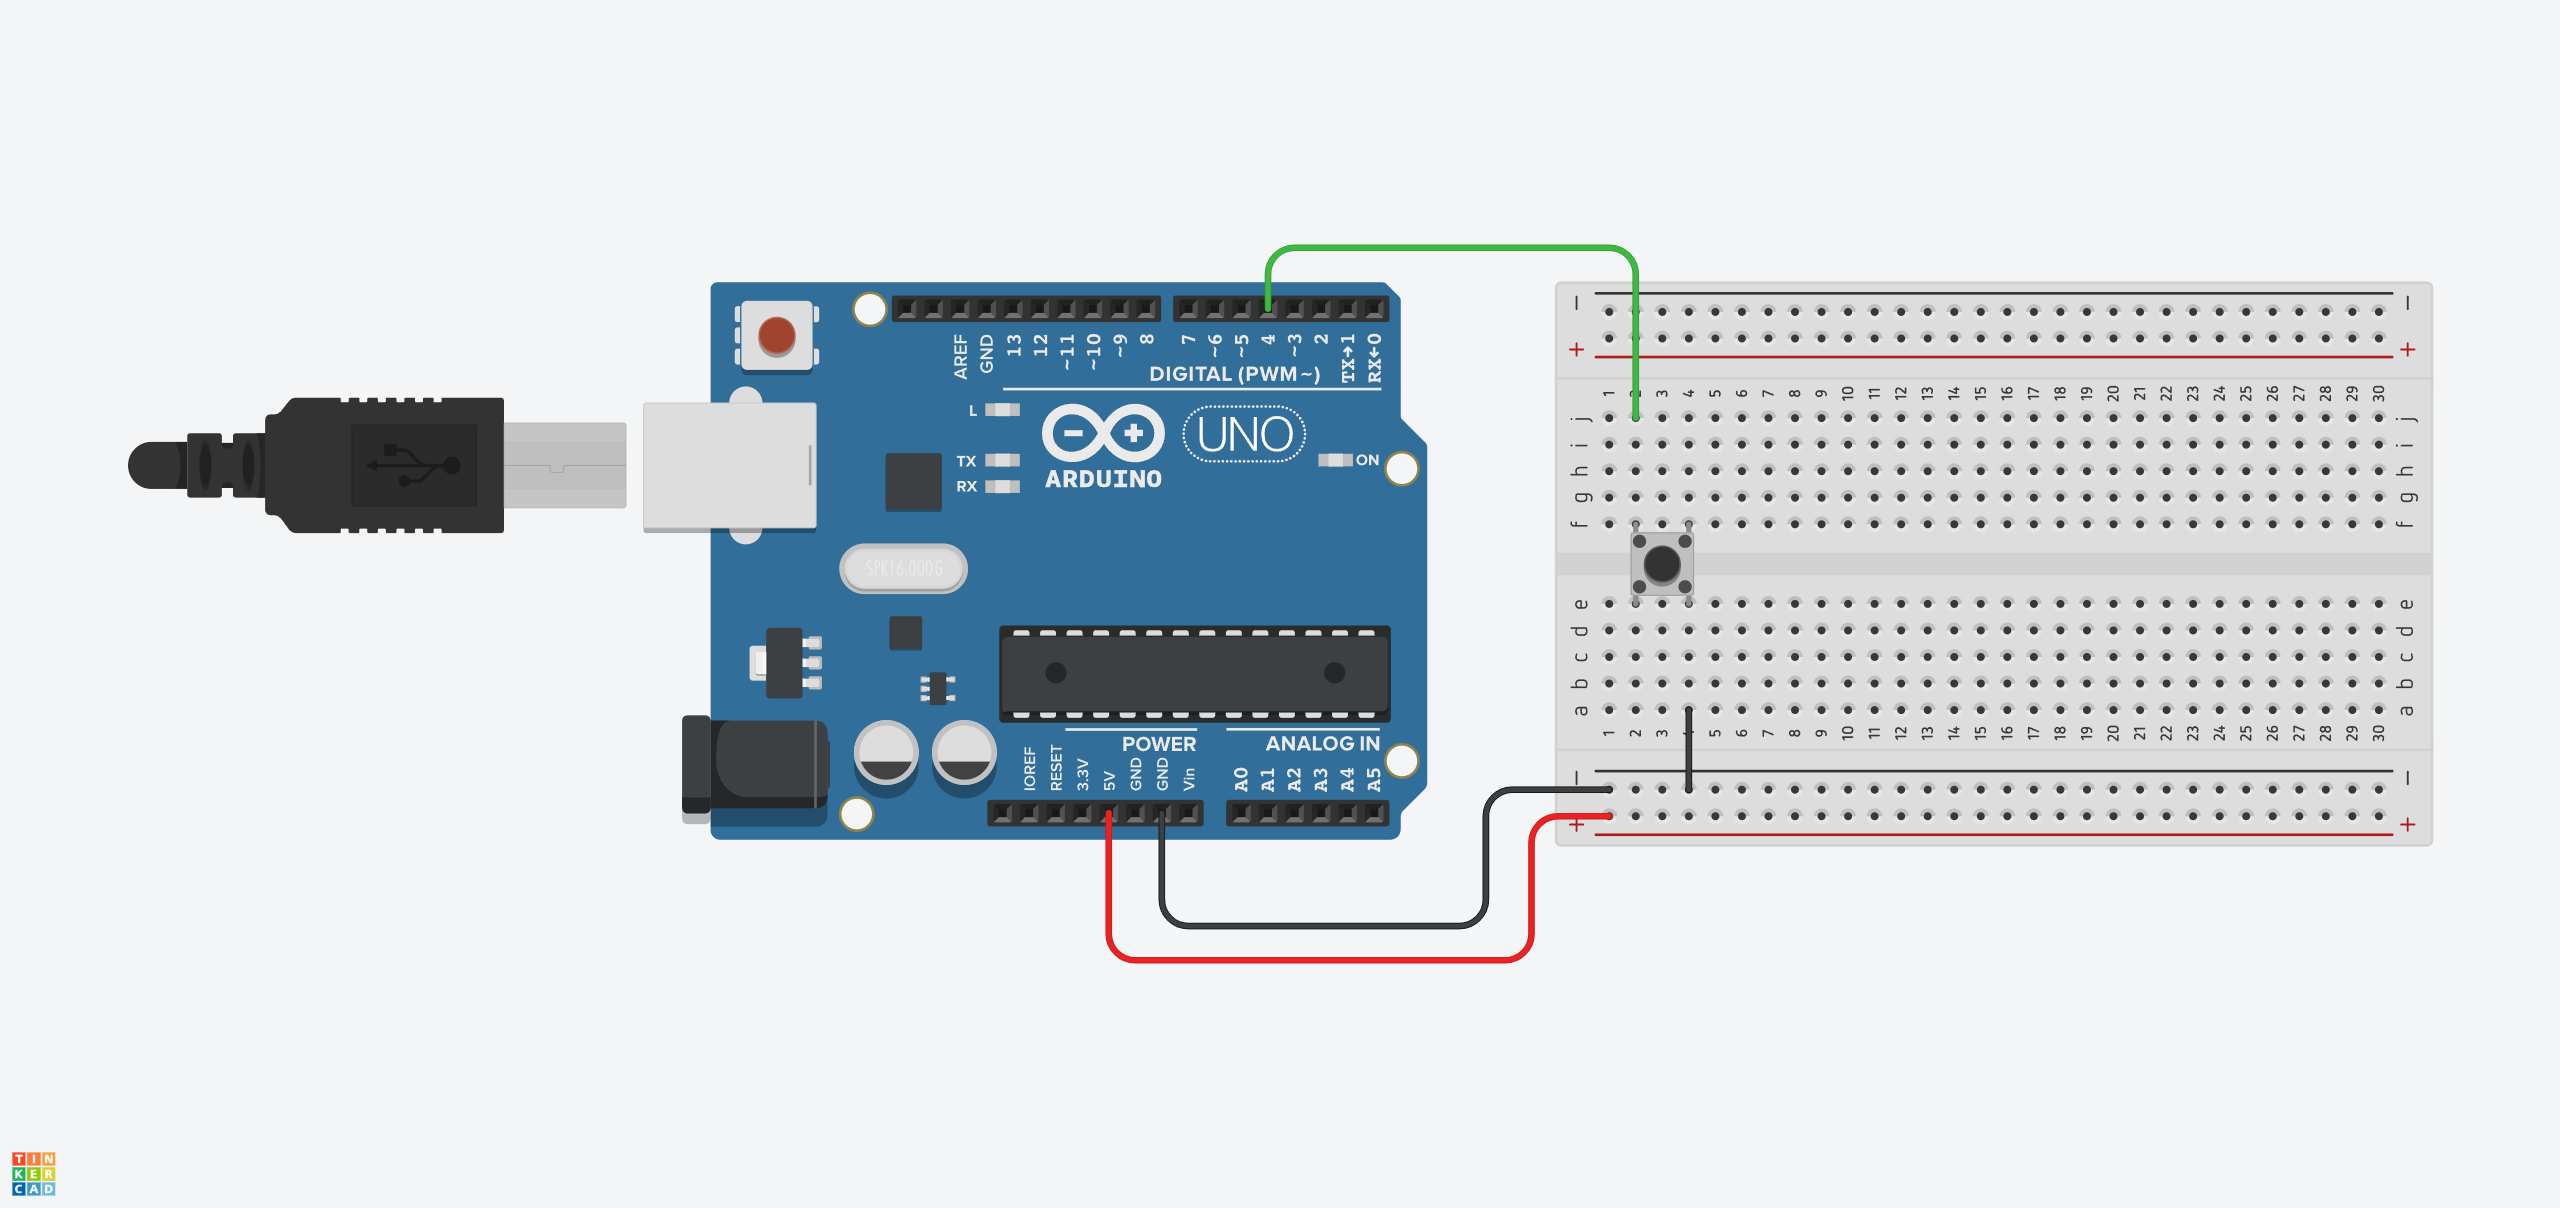 − −
+ +
1 2 3 4 5 6 7 8 9 10 11 12 13 14 15 16 17 18 19 20 21 22 23 24 25 26 27 28 29 30
j j
i i
h h
g g
f f
e e
d d
c c
b b
a a
1 2 3 4 5 6 7 8 9 10 11 12 13 14 15 16 17 18 19 20 21 22 23 24 25 26 27 28 29 30
− −
+ +
AREF GND 13 12 ~11 ~10 ~9 8 7 ~6 ~5 4 ~3 2 TX→1 RX←0
DIGITAL (PWM~)
L
TX
RX
ARDUINO
UNO
ON
SPK16.000G
POWER
ANALOG IN
IOREF RESET 3.3V 5V GND GND Vin A0 A1 A2 A3 A4 A5
TIN
KER
CAD